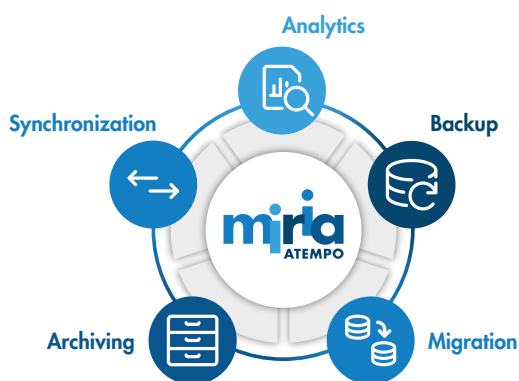 Analytics
Synchronization
Backup
miria
ATEMPO
Archiving
Migration